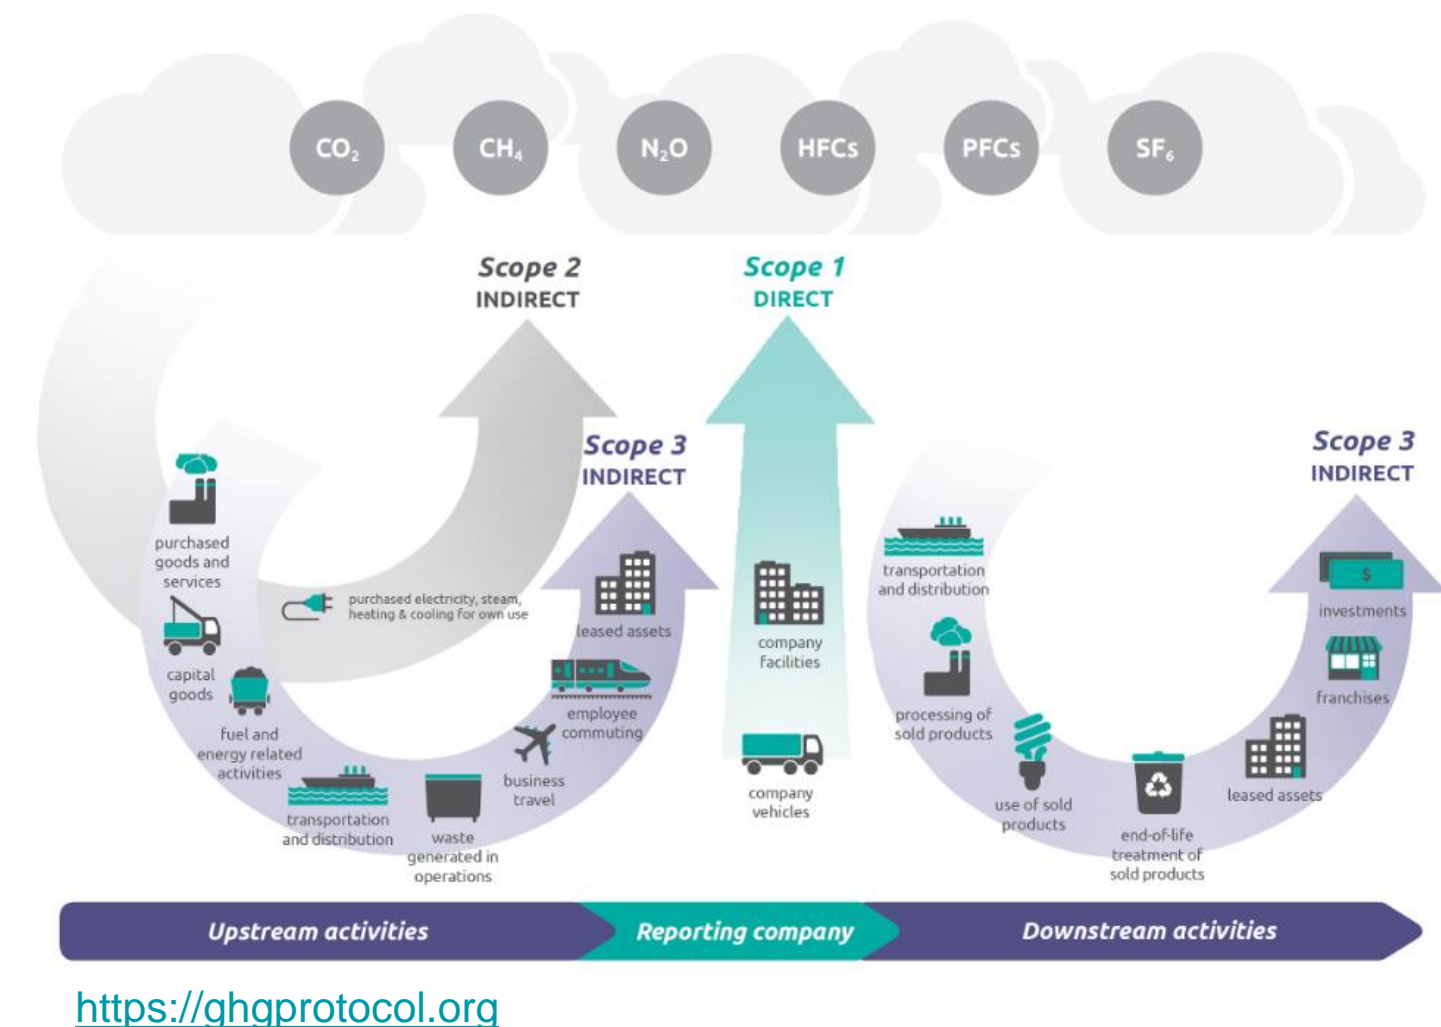 CO₂
CH₄
N₂O
HFCs
PFCs
SF₆
Scope 2
INDIRECT
Scope 1
DIRECT
Scope 3
INDIRECT
Scope 3
INDIRECT
purchased
goods and
services
capital
goods
fuel and
energy related
activities
transportation
and distribution
waste
generated in
operations
business
travel
employee
commuting
leased assets
purchased electricity, steam,
heating & cooling for own use
company
facilities
company
vehicles
transportation
and distribution
processing of
sold products
use of sold
products
end-of-life
treatment of
sold products
leased assets
franchises
$
investments
Upstream activities
Reporting company
Downstream activities
https://ghgprotocol.org